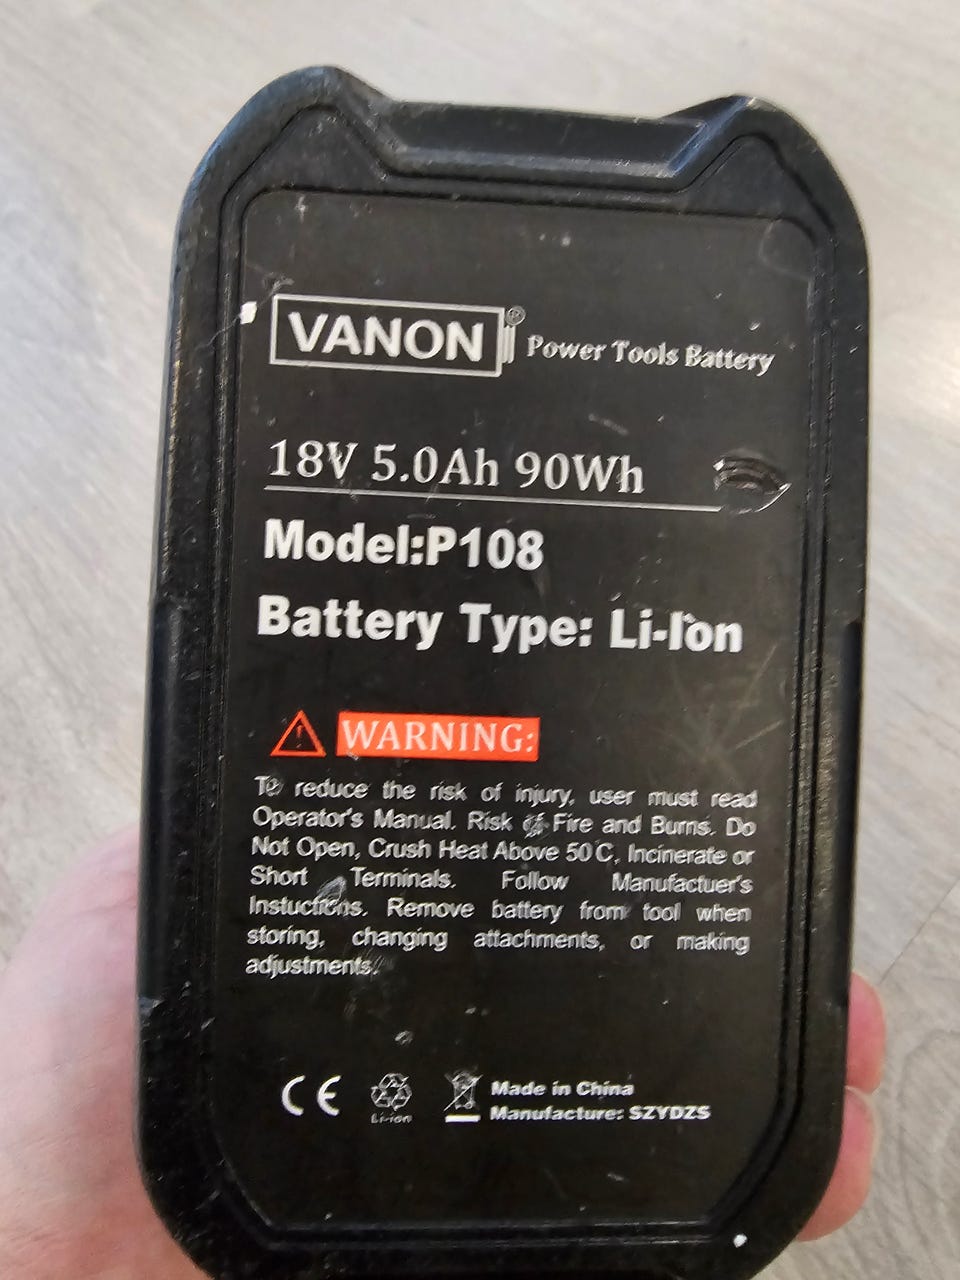 VANON® Power Tools Battery
18V 5.0Ah 90Wh
Model:P108
Battery Type: Li-Ion
WARNING:
To reduce the risk of injury, user must read
Operator's Manual. Risk of Fire and Burns. Do
Not Open, Crush Heat Above 50 C, Incinerate or
Short Terminals. Follow Manufactuer's
Instuctions. Remove battery from tool when
storing, changing attachments, or making
adjustments.
CE
Li-ion
Made in China
Manufacture: SZYDZS